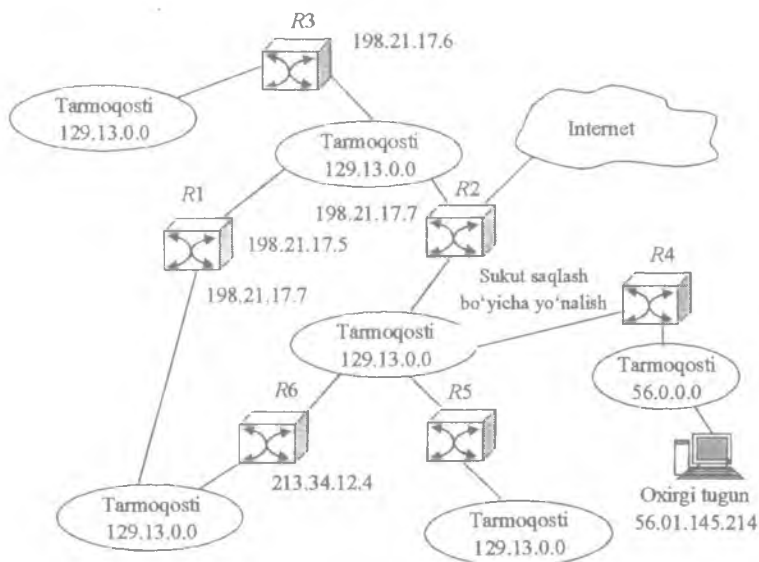 R3
198.21.17.6
Tarmoqosti
129.13.0.0
Tarmoqosti
129.13.0.0
Internet
R1
R2
198.21.17.7
198.21.17.5
198.21.17.7
R4
Sukut saqlash
bo‘yicha yo‘nalish
Tarmoqosti
129.13.0.0
Tarmoqosti
56.0.0.0
R6
R5
213.34.12.4
Tarmoqosti
129.13.0.0
Tarmoqosti
129.13.0.0
Oxirgi tugun
56.01.145.214